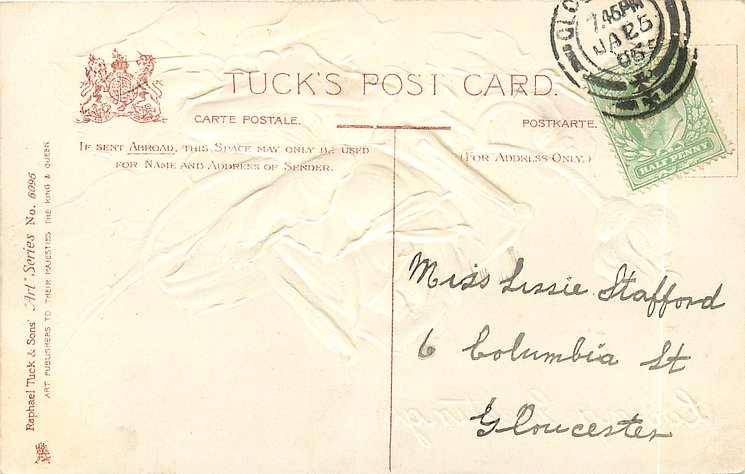 TUCK'S POST CARD.
CARTE POSTALE.
POSTKARTE.
IF SENT ABROAD, THIS SPACE MAY ONLY BE USED
FOR NAME AND ADDRESS OF SENDER.
(FOR ADDRESS ONLY.)
7.45PM
JA 25
05
HALF PENNY
Miss Lissie Stafford
6 Columbia St
Gloucester
Raphael Tuck & Sons' "Art" Series No. 6096
ART PUBLISHERS TO THEIR MAJESTIES THE KING & QUEEN